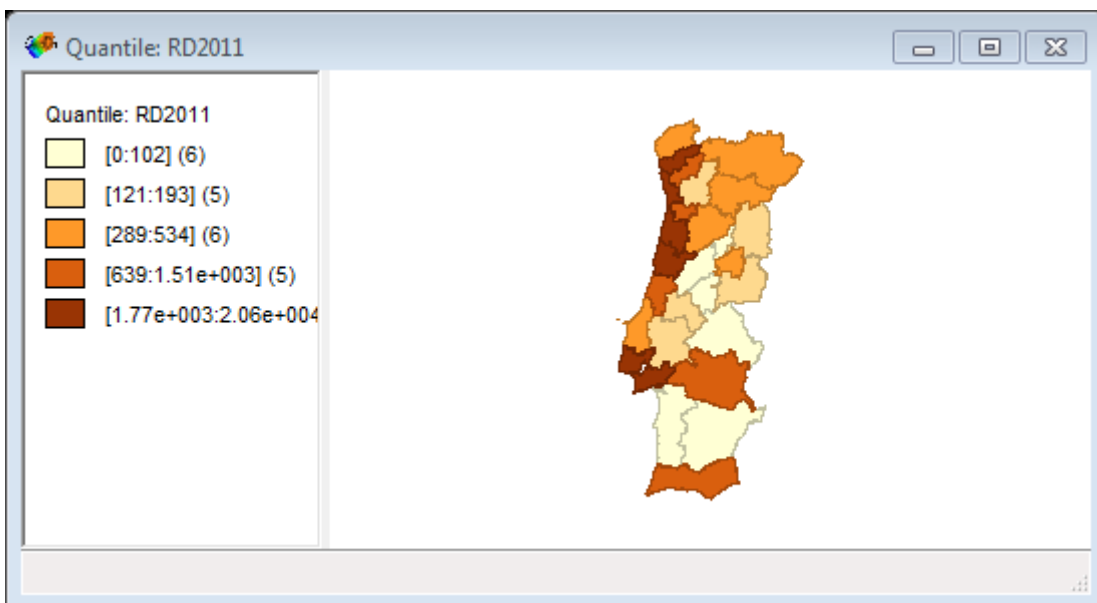 Quantile: RD2011
Quantile: RD2011
[0:102] (6)
[121:193] (5)
[289:534] (6)
[639:1.51e+003] (5)
[1.77e+003:2.06e+004